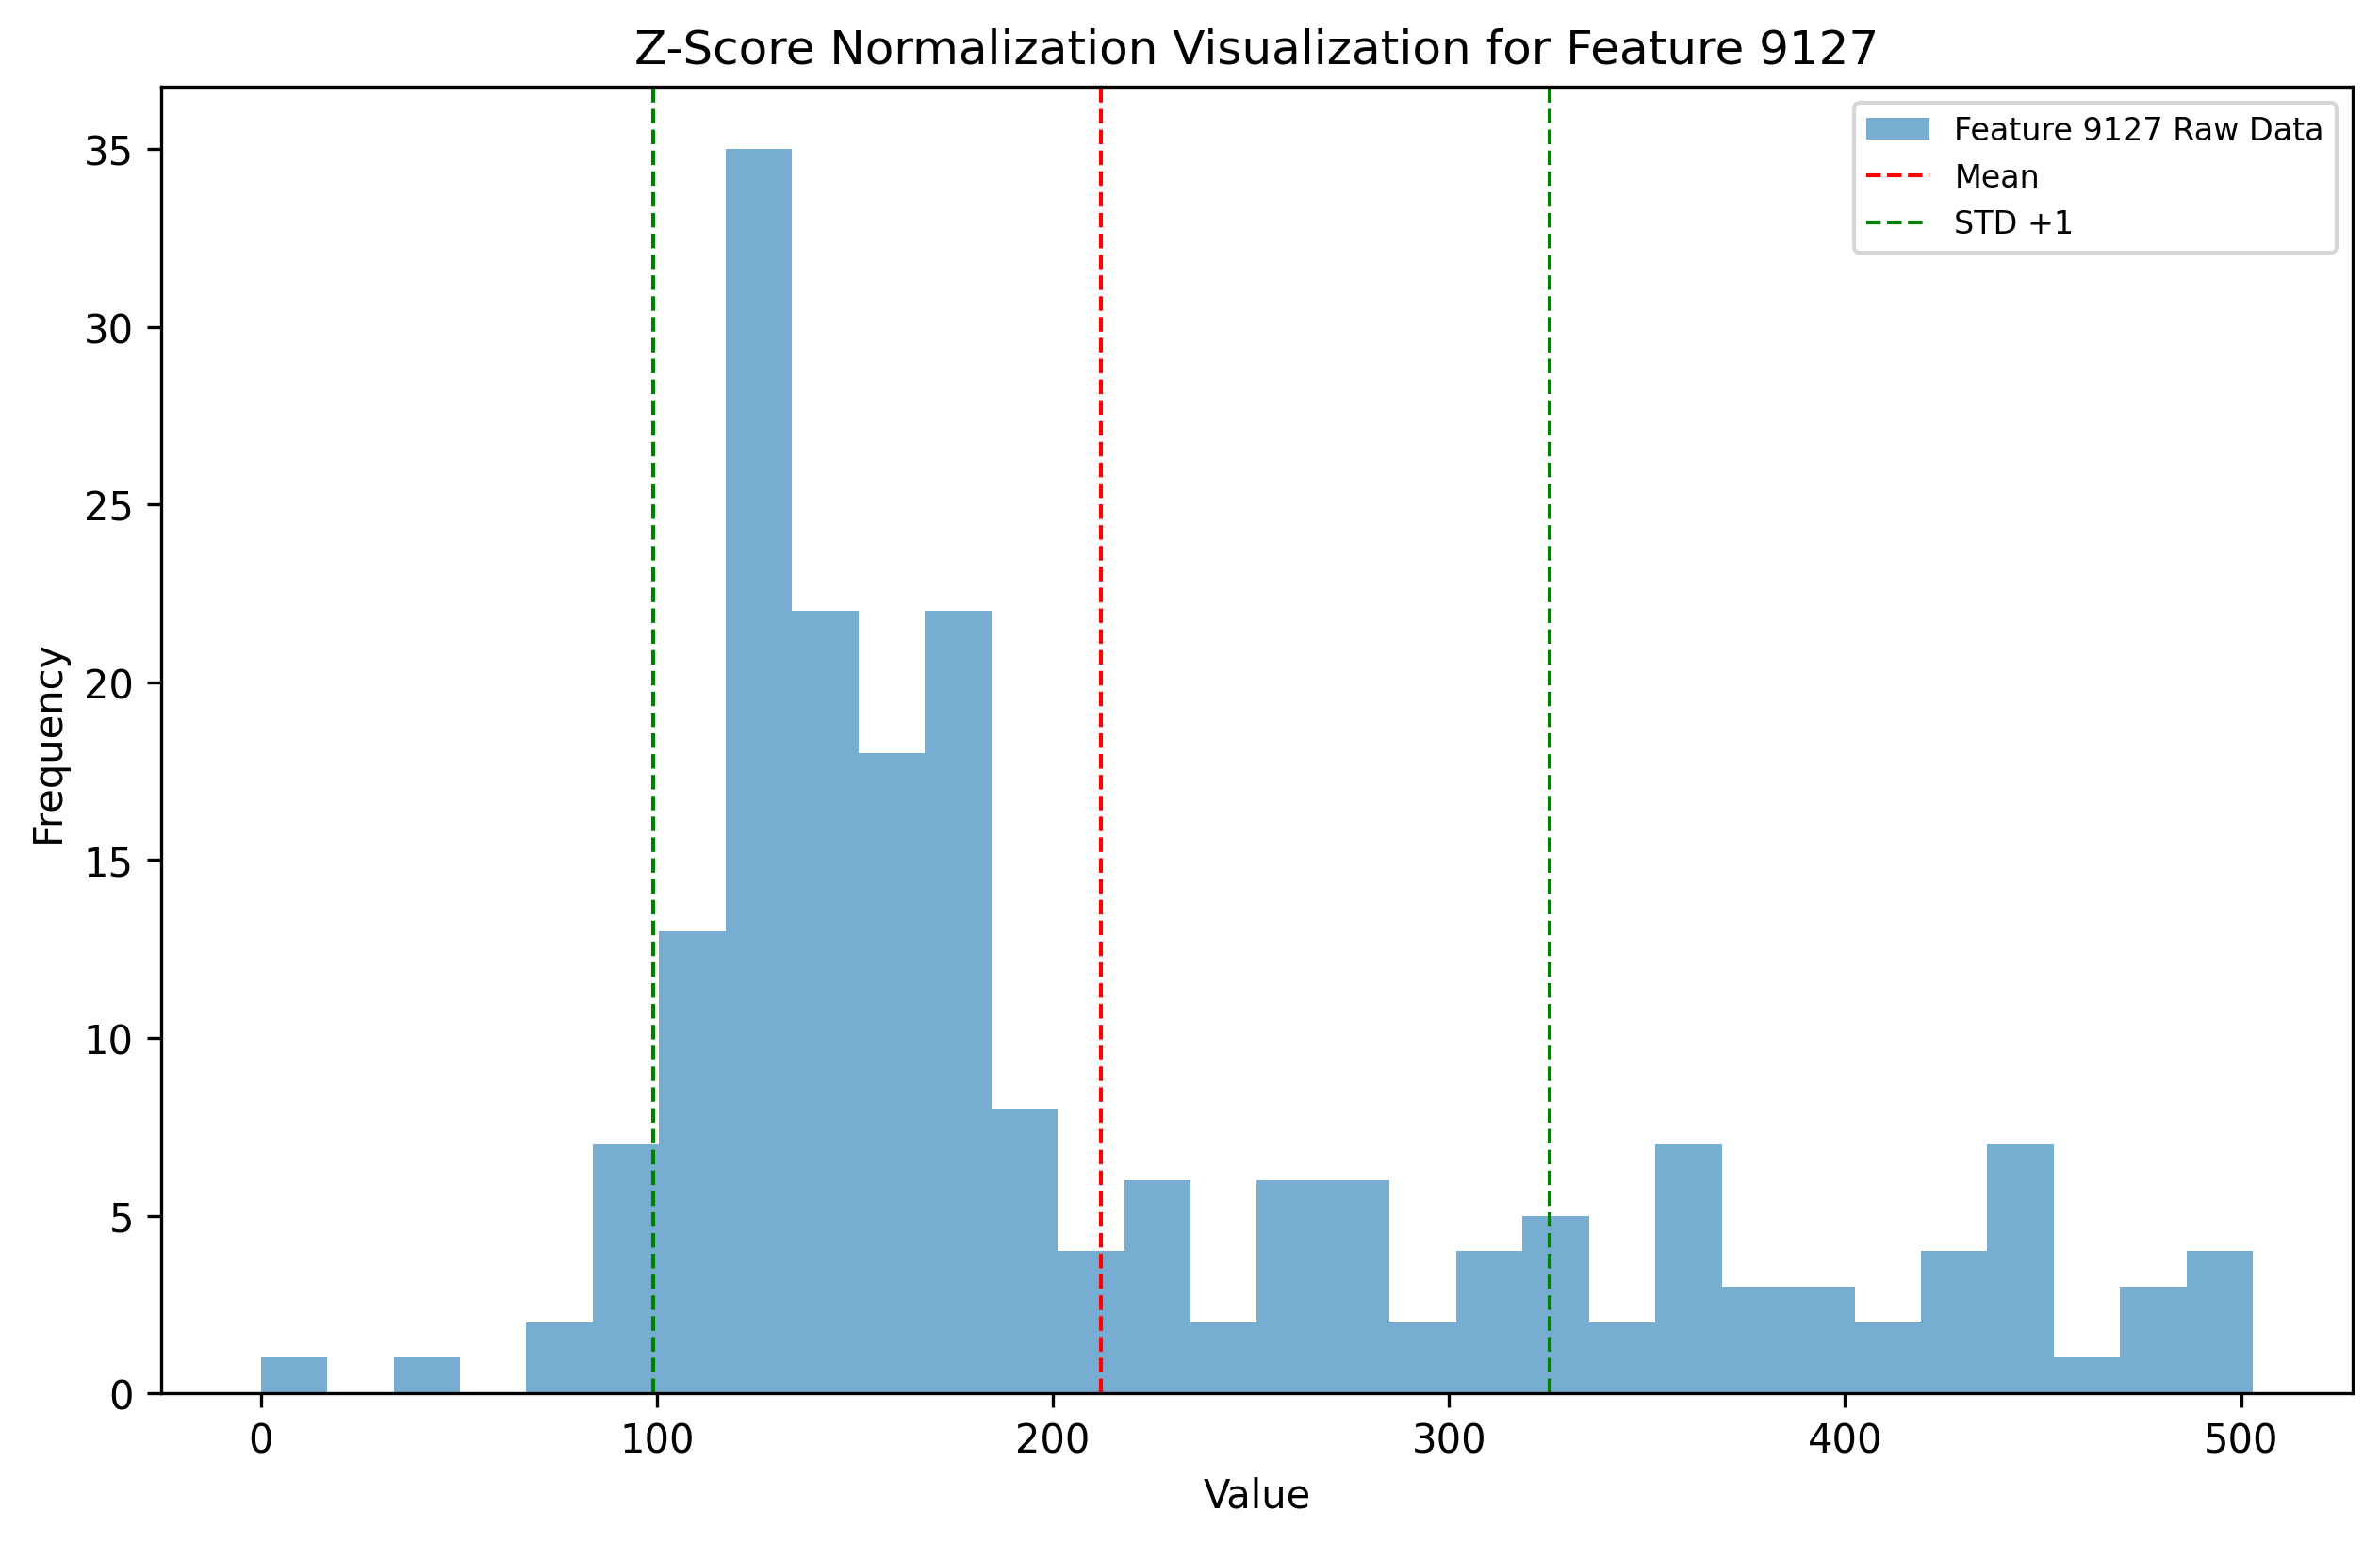 Z-Score Normalization Visualization for Feature 9127
Feature 9127 Raw Data
Mean
STD +1
35
30
25
20
15
10
5
0
Frequency
0 100 200 300 400 500
Value